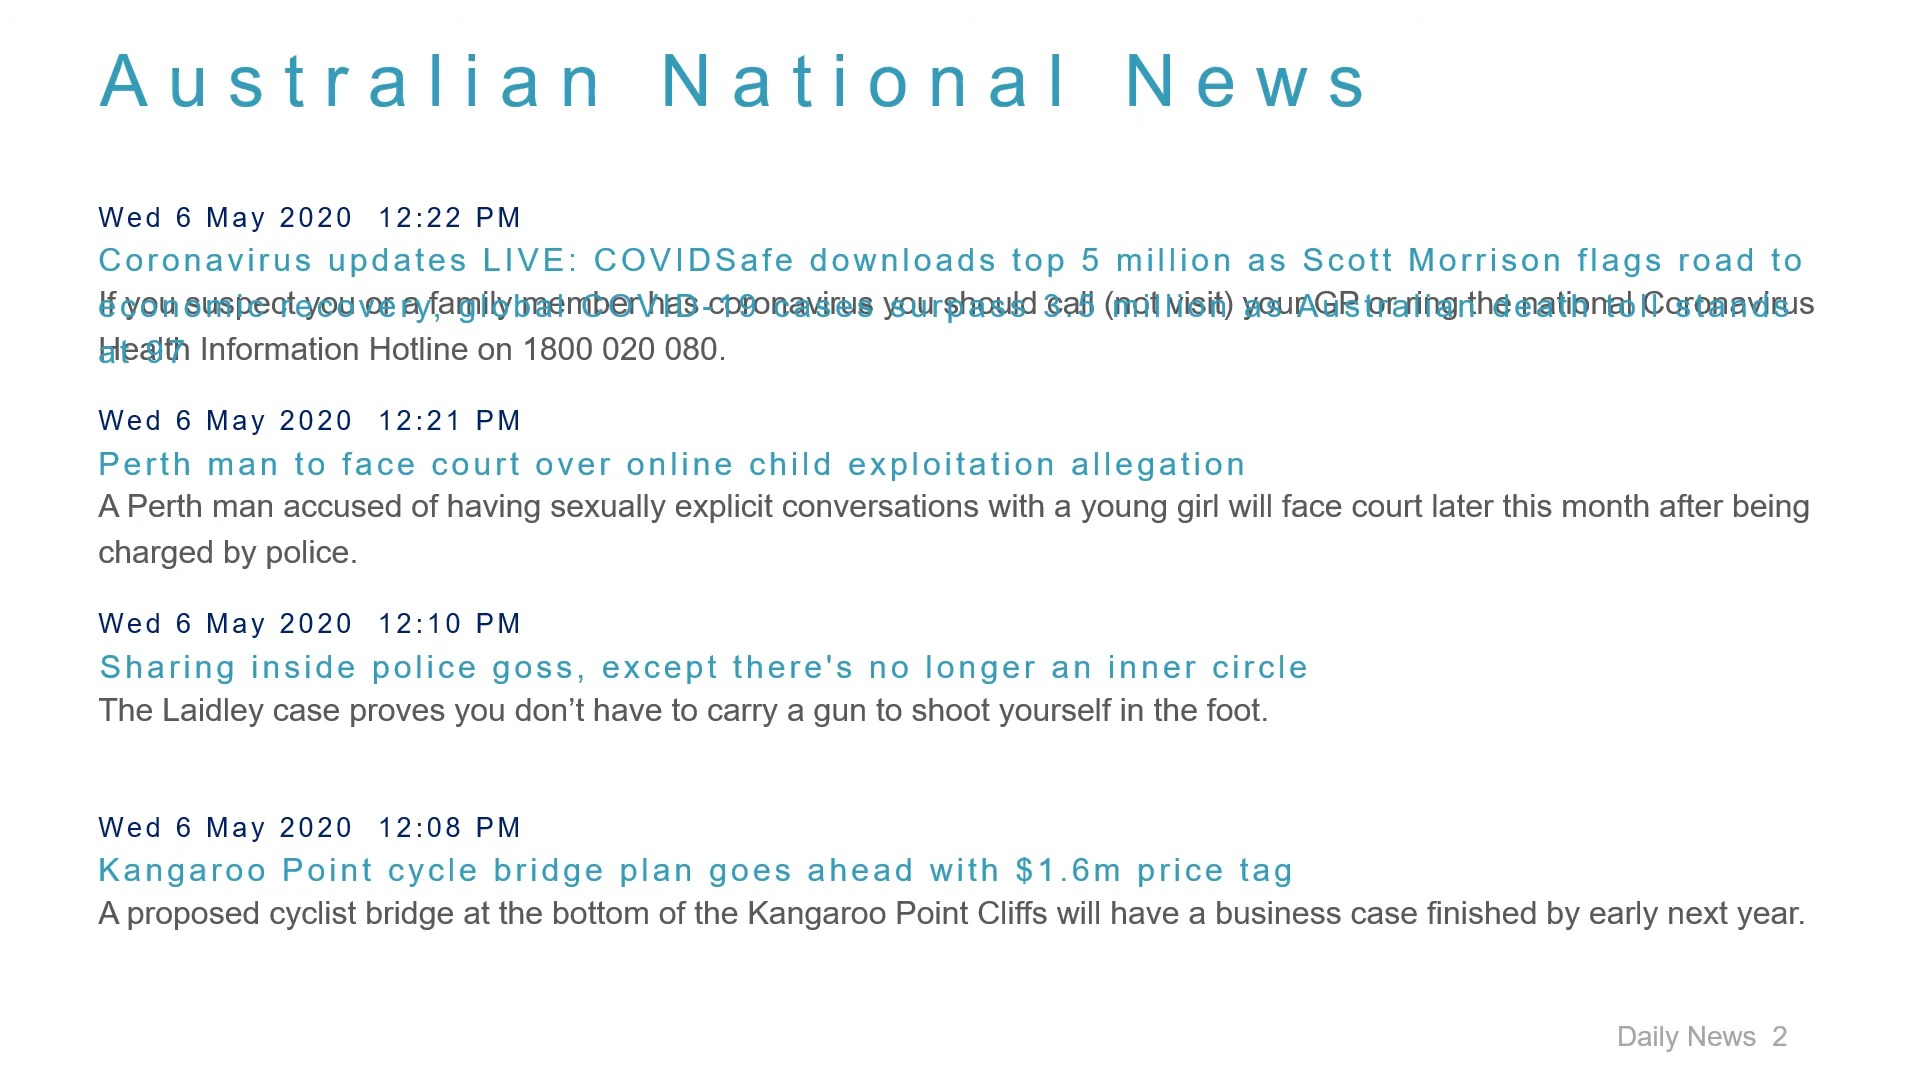 Australian National News
Wed 6 May 2020 12:22 PM
Coronavirus updates LIVE: COVIDSafe downloads top 5 million as Scott Morrison flags road to
economic recovery, global COVID-19 cases surpass 3.5 million as Australian death toll stands
at 97
If you suspect you or a family member has coronavirus you should call (not visit) your GP or ring the national Coronavirus
Health Information Hotline on 1800 020 080.
Wed 6 May 2020 12:21 PM
Perth man to face court over online child exploitation allegation
A Perth man accused of having sexually explicit conversations with a young girl will face court later this month after being
charged by police.
Wed 6 May 2020 12:10 PM
Sharing inside police goss, except there's no longer an inner circle
The Laidley case proves you don’t have to carry a gun to shoot yourself in the foot.
Wed 6 May 2020 12:08 PM
Kangaroo Point cycle bridge plan goes ahead with $1.6m price tag
A proposed cyclist bridge at the bottom of the Kangaroo Point Cliffs will have a business case finished by early next year.
Daily News 2